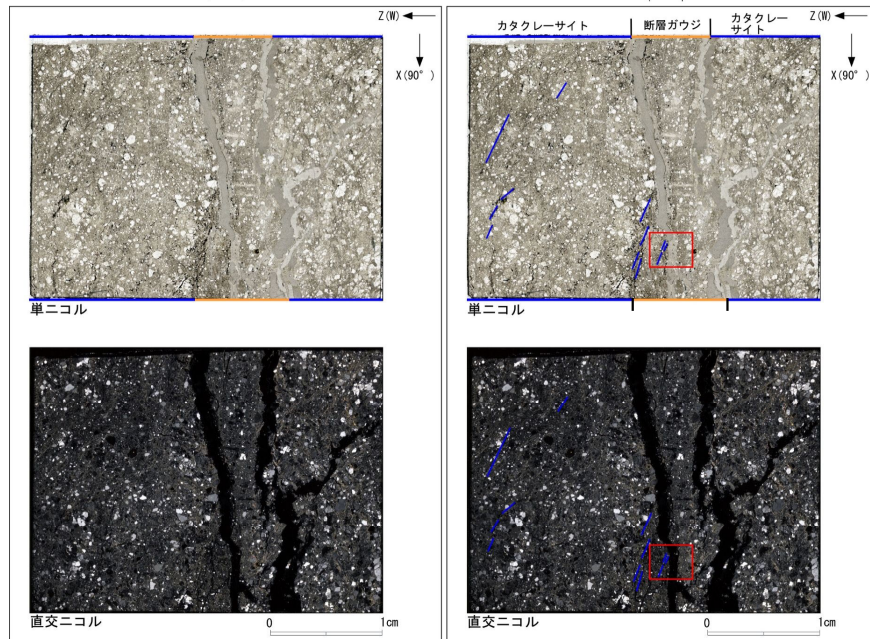 Z(W)
X(90°)
単ニコル
直交ニコル
0 1cm
カタクレーサイト
断層ガウジ
カタクレー
サイト
Z(W)
X(90°)
単ニコル
直交ニコル
0 1cm